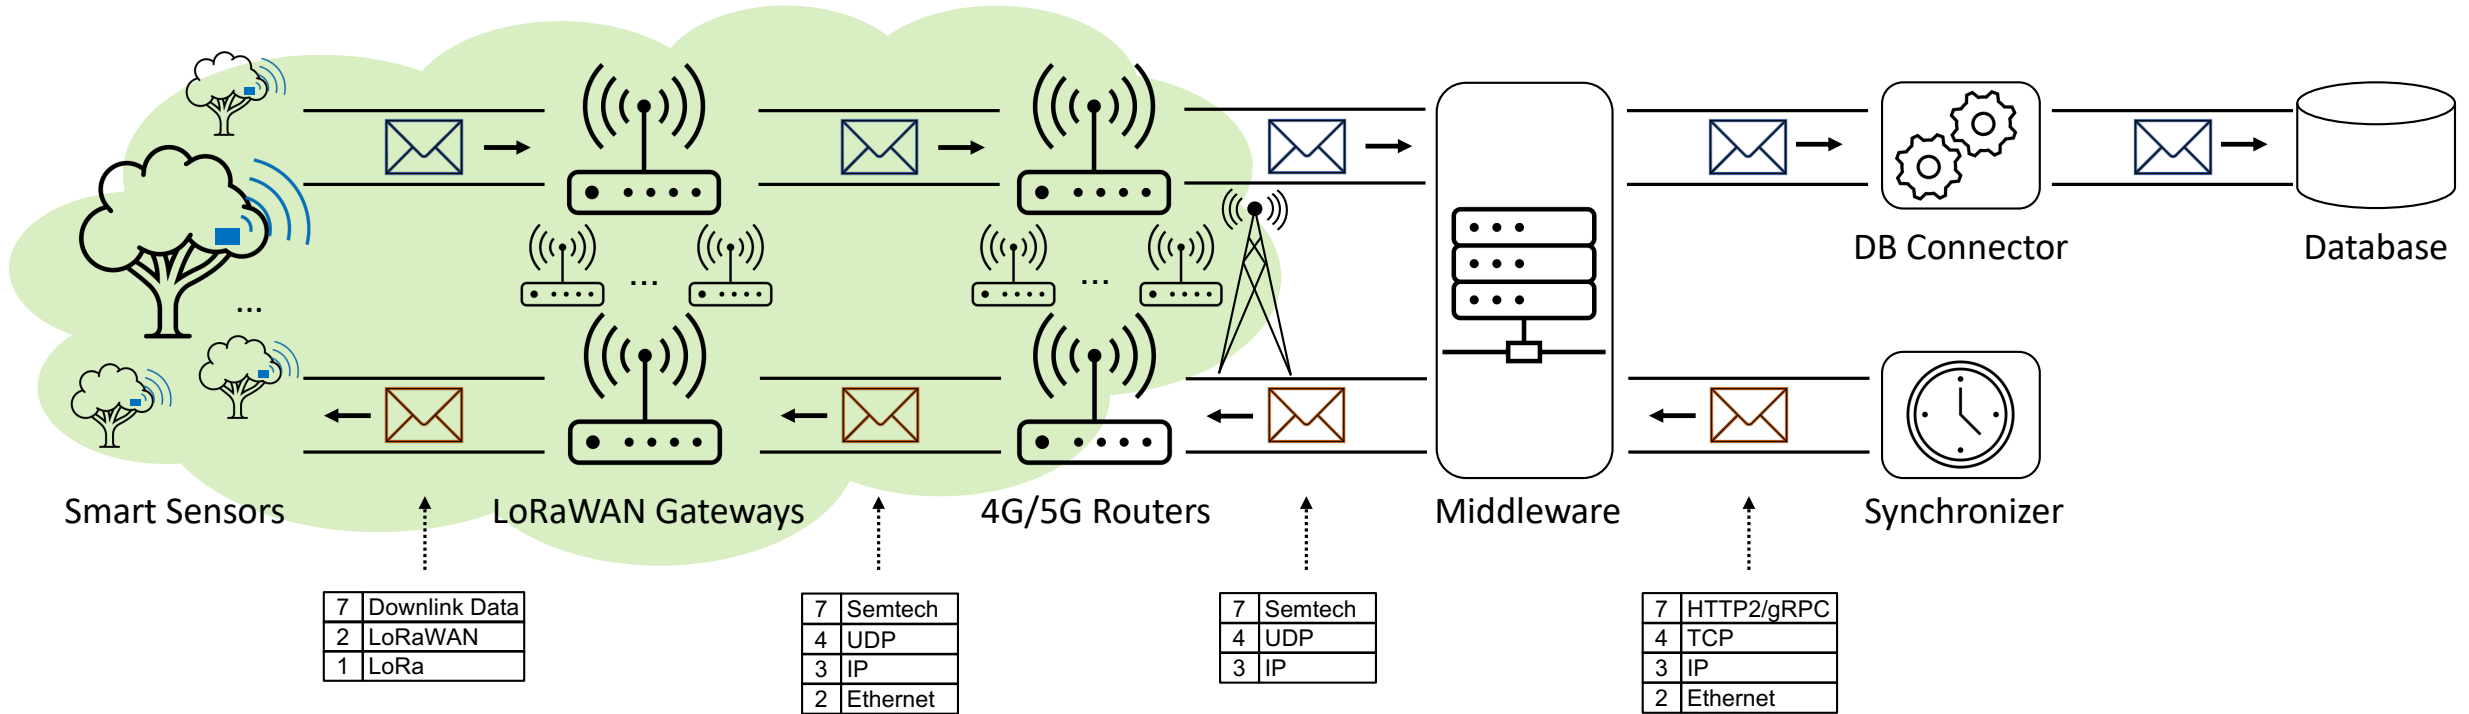 ...
...
...
DB Connector
Database
Smart Sensors
LoRaWAN Gateways
4G/5G Routers
Middleware
Synchronizer
7 Downlink Data
2 LoRaWAN
1 LoRa
7 Semtech
4 UDP
3 IP
2 Ethernet
7 Semtech
4 UDP
3 IP
7 HTTP2/gRPC
4 TCP
3 IP
2 Ethernet